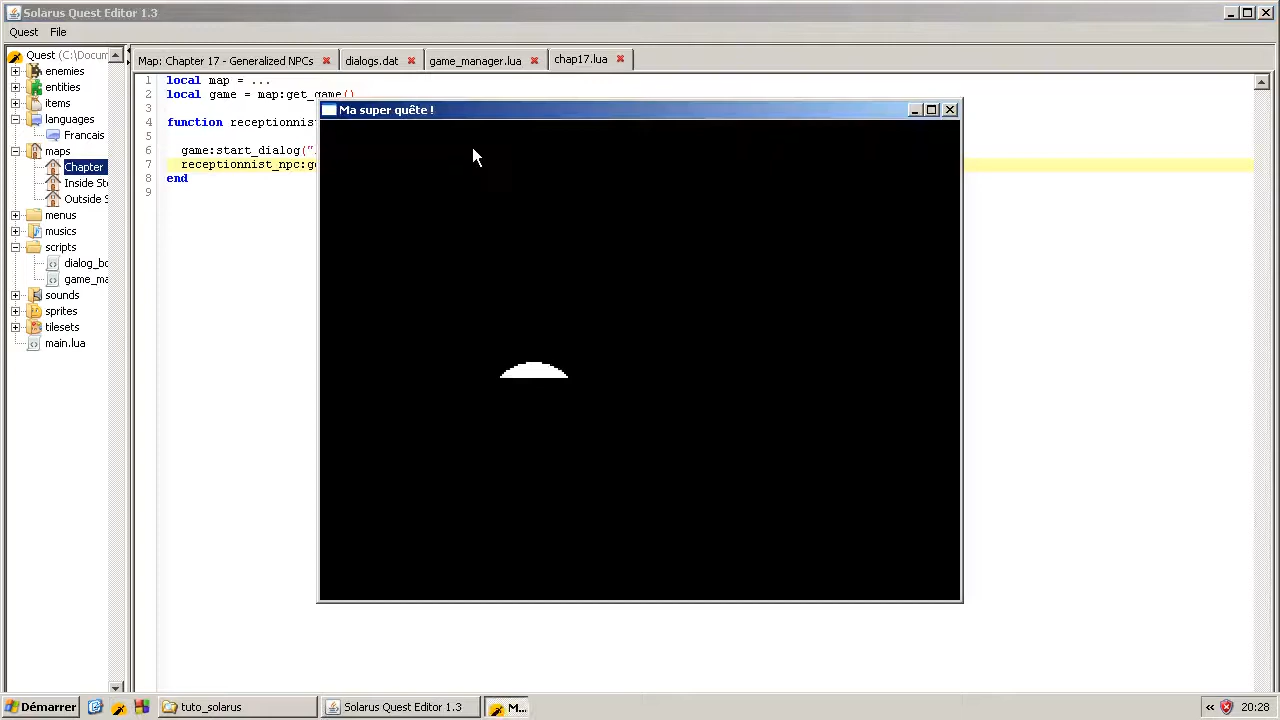 Solarus Quest Editor 1.3
Quest File
Quest (C:\Docum
enemies
entities
items
languages
Francais
maps
Chapter
Inside St
Outside S
menus
musics
scripts
dialog_bo
game_ma
sounds
sprites
tilesets
main.lua
Map: Chapter 17 - Generalized NPCs
dialogs.dat
game_manager.lua
chap17.lua
1 local map = ...
2 local game = map:get_game()
3
4 function receptionnis
5
6 game:start_dialog("
7 receptionnist_npc:ge
8 end
9
Ma super quête !
Démarrer
tuto_solarus
Solarus Quest Editor 1.3
M...
20:28